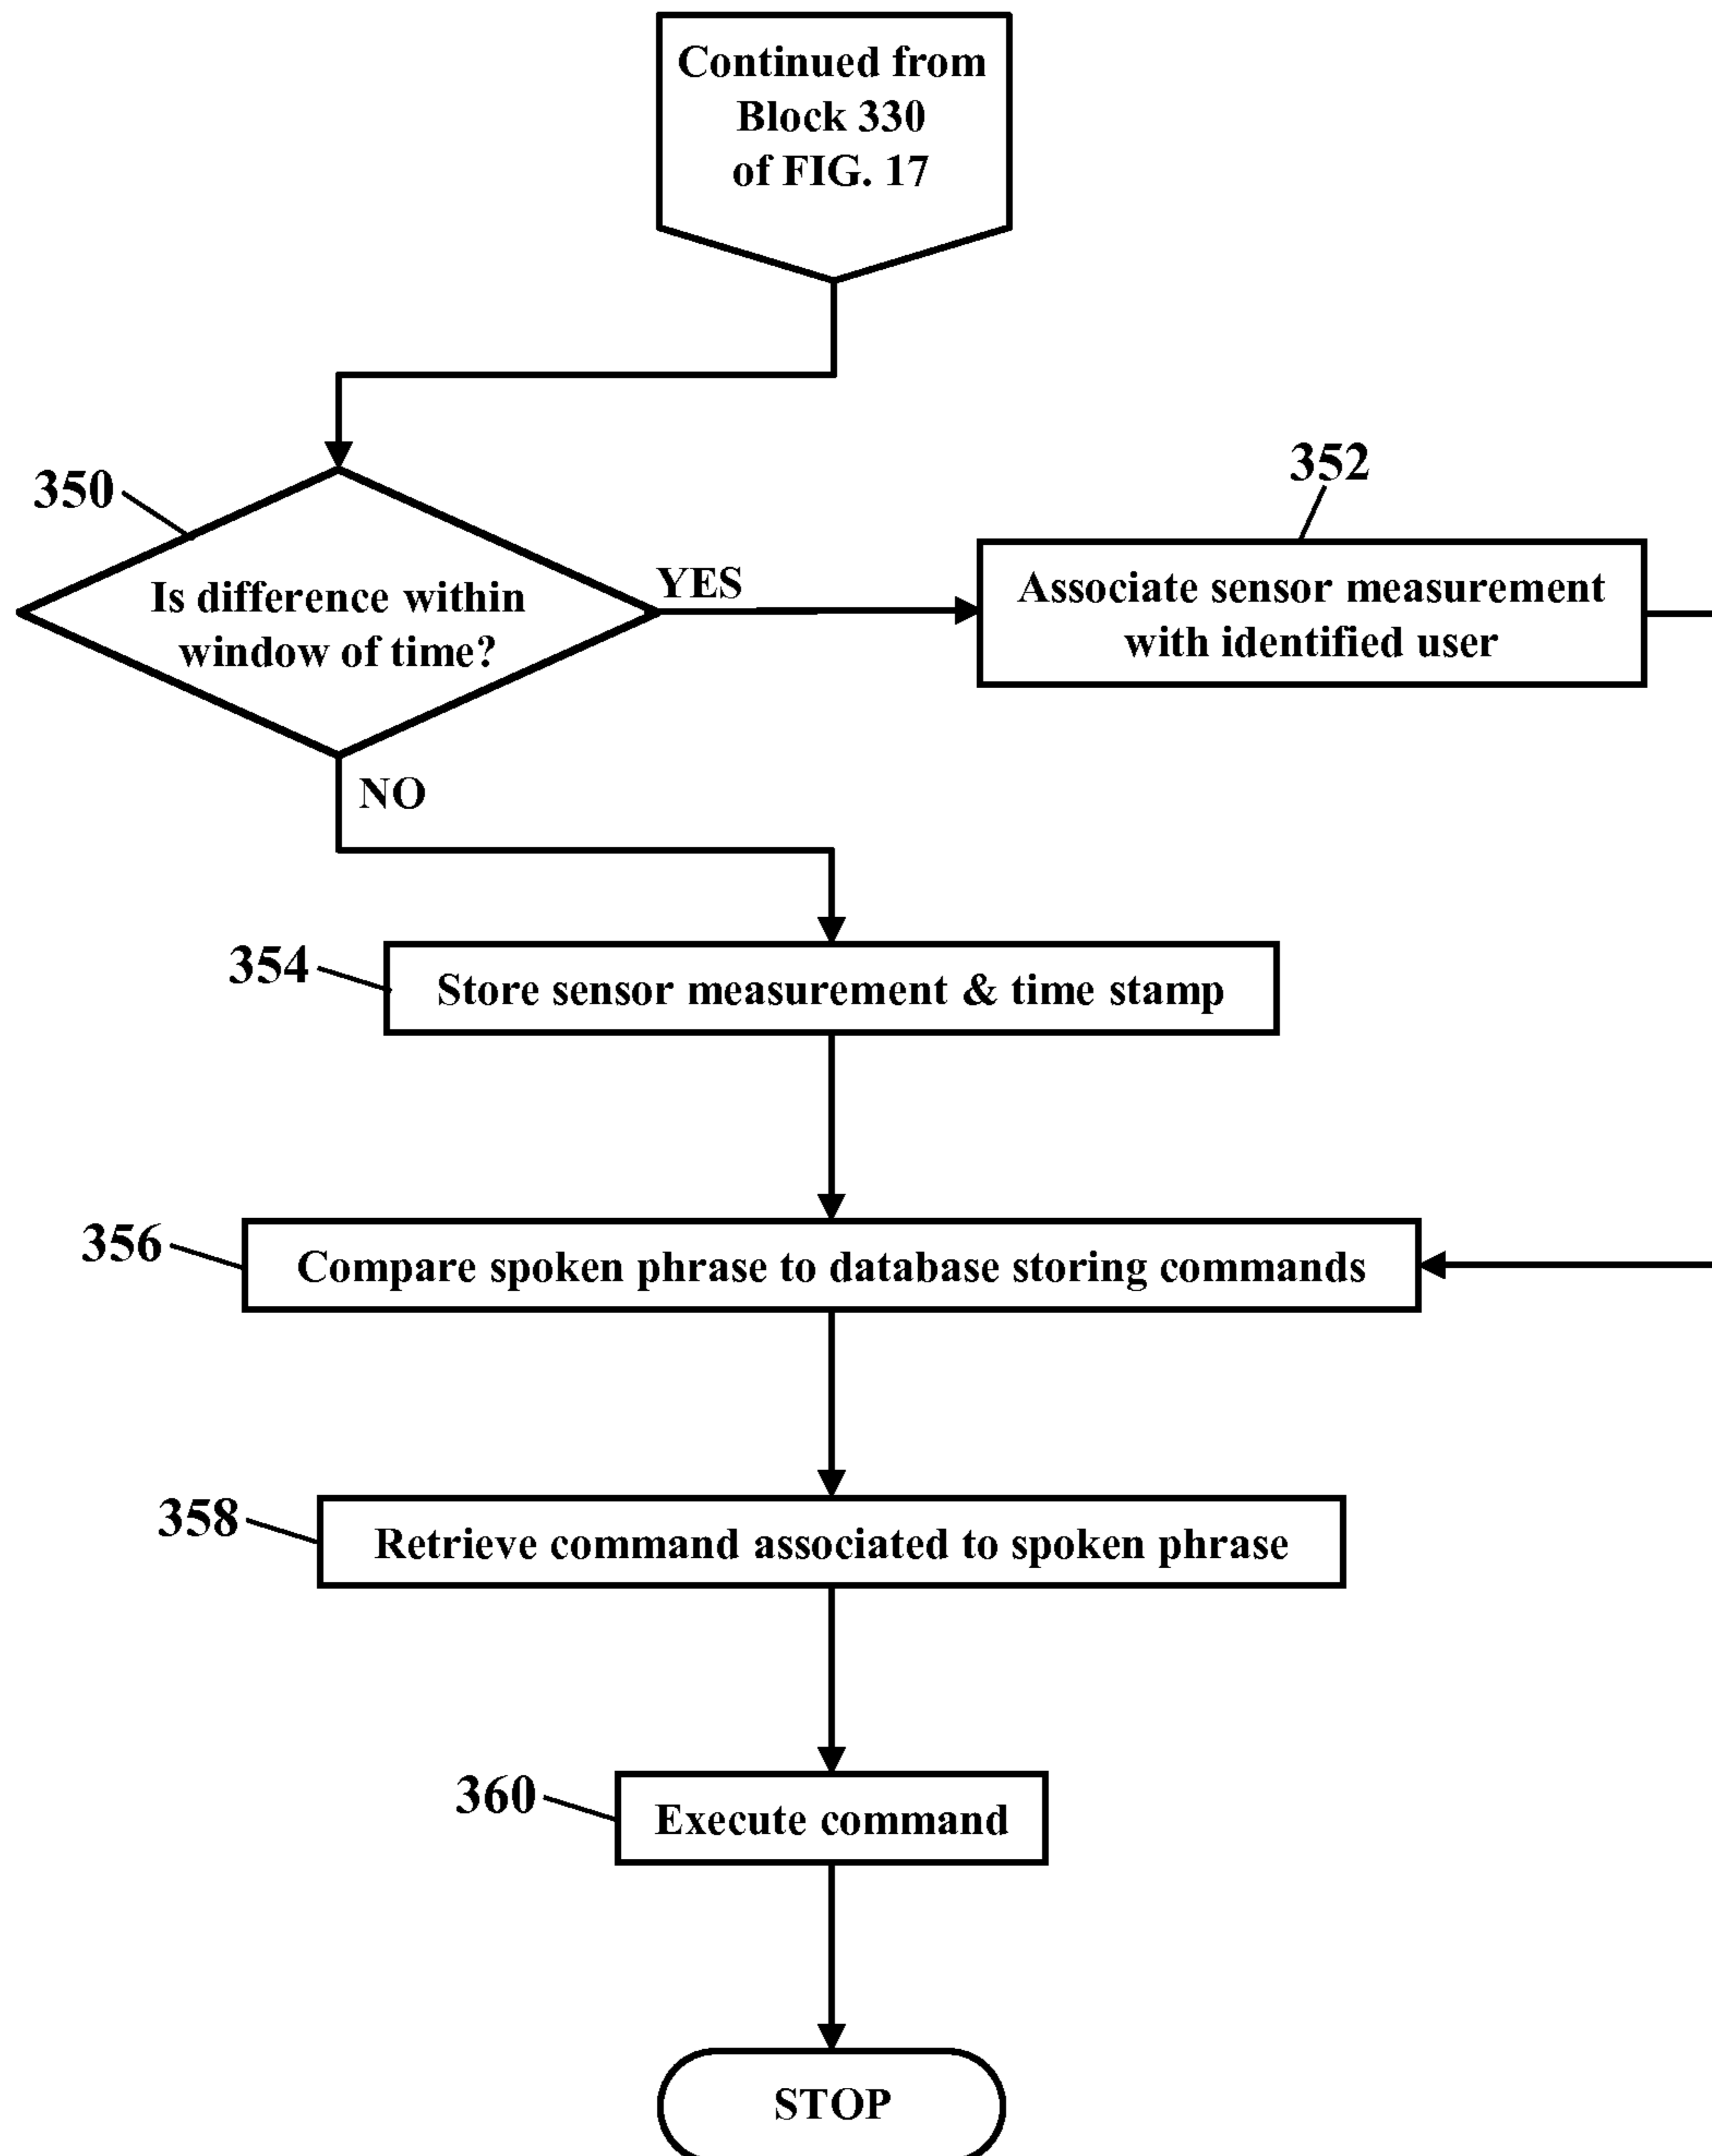 Continued from
Block 330
of FIG. 17
350
Is difference within
window of time?
YES
352
Associate sensor measurement
with identified user
NO
354
Store sensor measurement & time stamp
356
Compare spoken phrase to database storing commands
358
Retrieve command associated to spoken phrase
360
Execute command
STOP